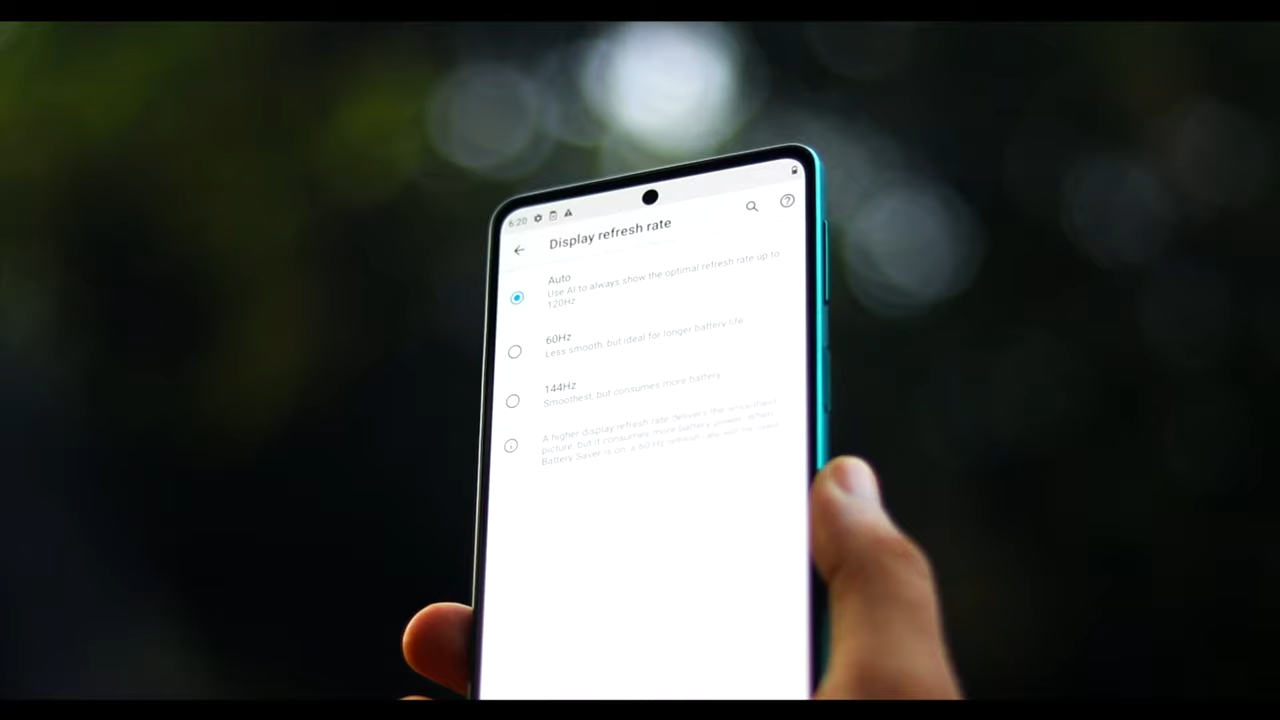 6:20
Display refresh rate
Auto
Use AI to always show the optimal refresh rate up to
120Hz
60Hz
Less smooth, but ideal for longer battery life
144Hz
Smoothest, but consumes more battery
A higher display refresh rate delivers the smoothest
picture, but it consumes more battery power. When
Battery Saver is on, a 60 Hz refresh rate will be used